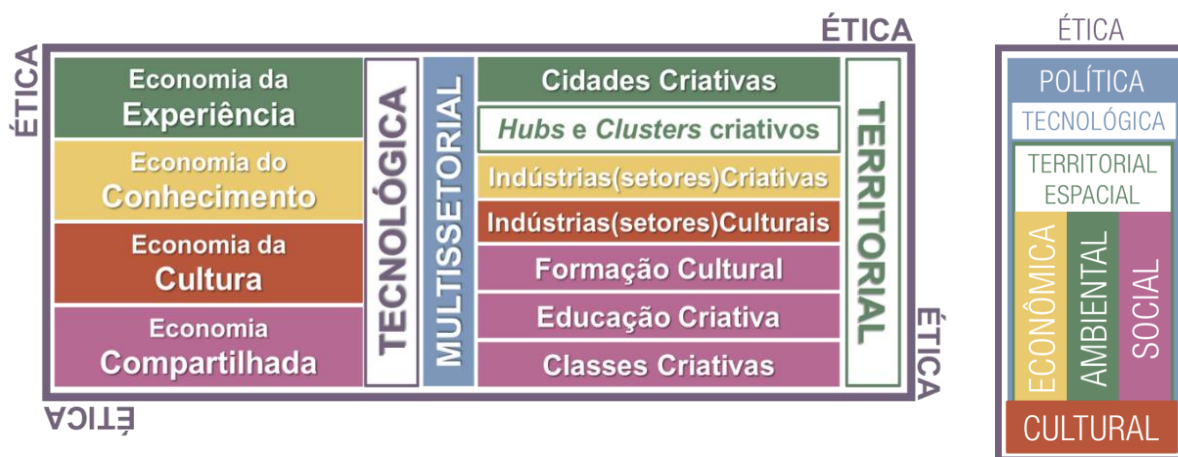 ÉTICA
ÉTICA
Economia da
Experiência
Economia do
Conhecimento
Economia da
Cultura
Economia
Compartilhada
TECNOLÓGICA
MULTISSETORIAL
Cidades Criativas
Hubs e Clusters criativos
Indústrias(setores)Criativas
Indústrias(setores)Culturais
Formação Cultural
Educação Criativa
Classes Criativas
TERRITORIAL
ÉTICA
ÉTICA
ÉTICA
POLÍTICA
TECNOLÓGICA
TERRITORIAL
ESPACIAL
ECONÔMICA
AMBIENTAL
SOCIAL
CULTURAL